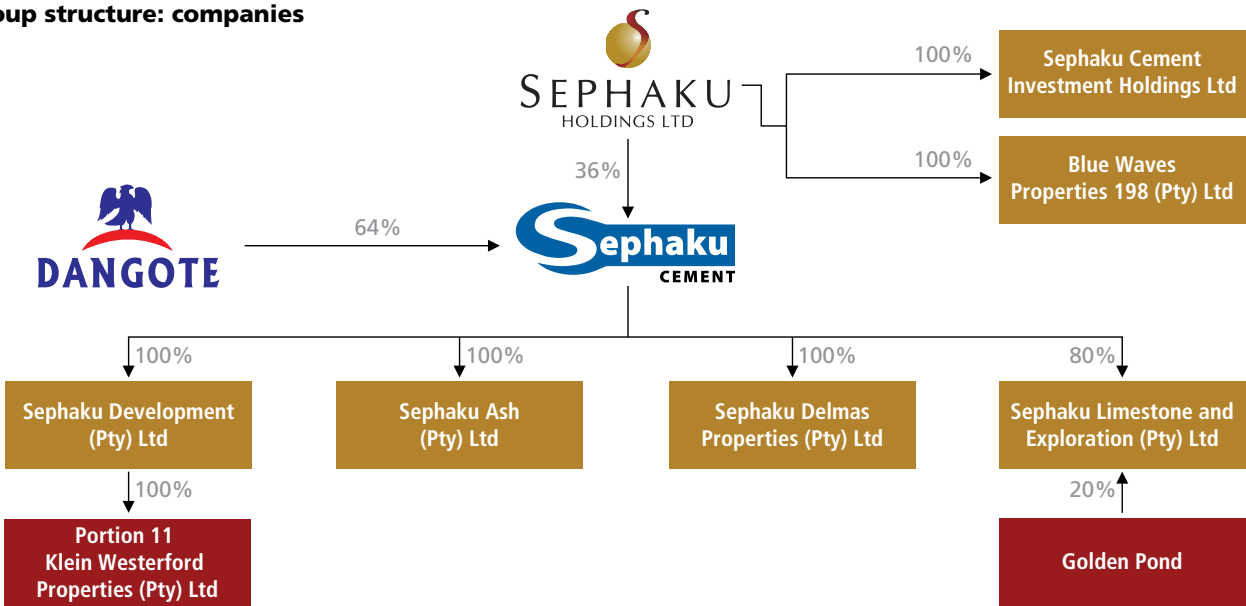 oup structure: companies
SEPHAKU
HOLDINGS LTD
100%
Sephaku Cement
Investment Holdings Ltd
100%
Blue Waves
Properties 198 (Pty) Ltd
36%
DANGOTE
64%
Sephaku
CEMENT
100%
100%
100%
80%
Sephaku Development
(Pty) Ltd
Sephaku Ash
(Pty) Ltd
Sephaku Delmas
Properties (Pty) Ltd
Sephaku Limestone and
Exploration (Pty) Ltd
100%
20%
Portion 11
Klein Westerford
Properties (Pty) Ltd
Golden Pond